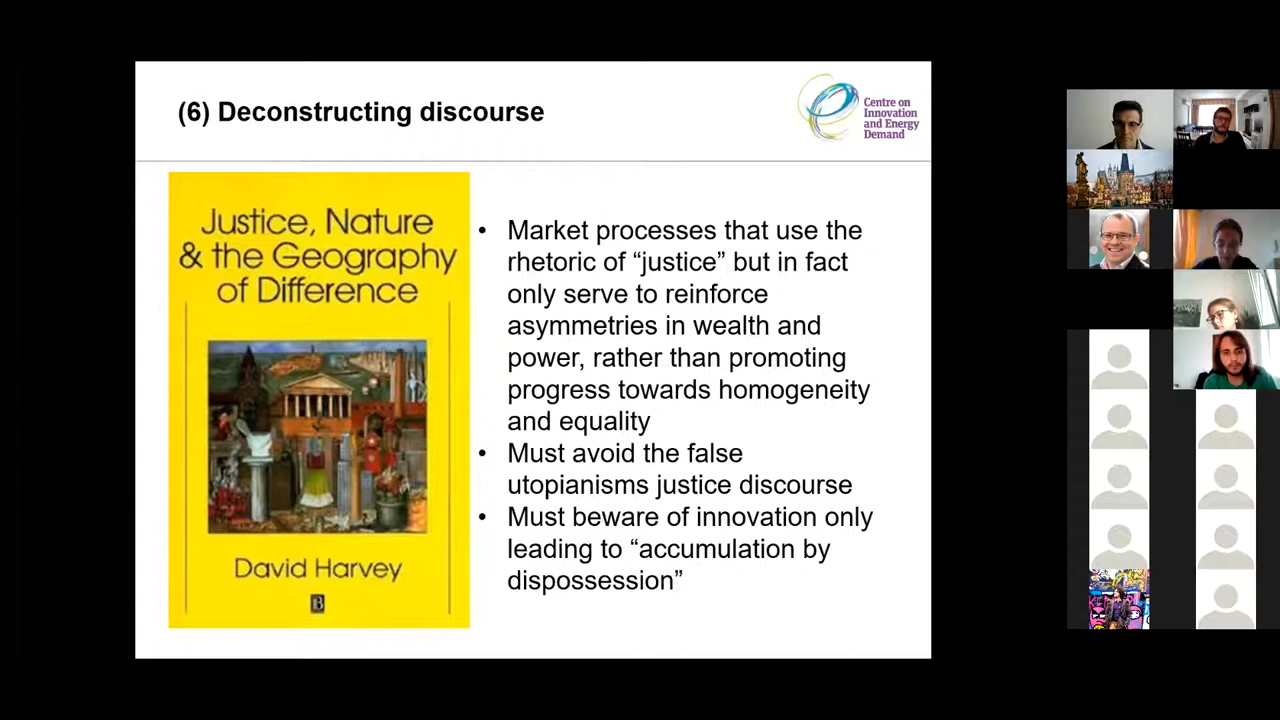 (6) Deconstructing discourse
Centre on
Innovation
and Energy
Demand
Justice, Nature
& the Geography
of Difference
David Harvey
B
• Market processes that use the
rhetoric of “justice” but in fact
only serve to reinforce
asymmetries in wealth and
power, rather than promoting
progress towards homogeneity
and equality
• Must avoid the false
utopianisms justice discourse
• Must beware of innovation only
leading to “accumulation by
dispossession”